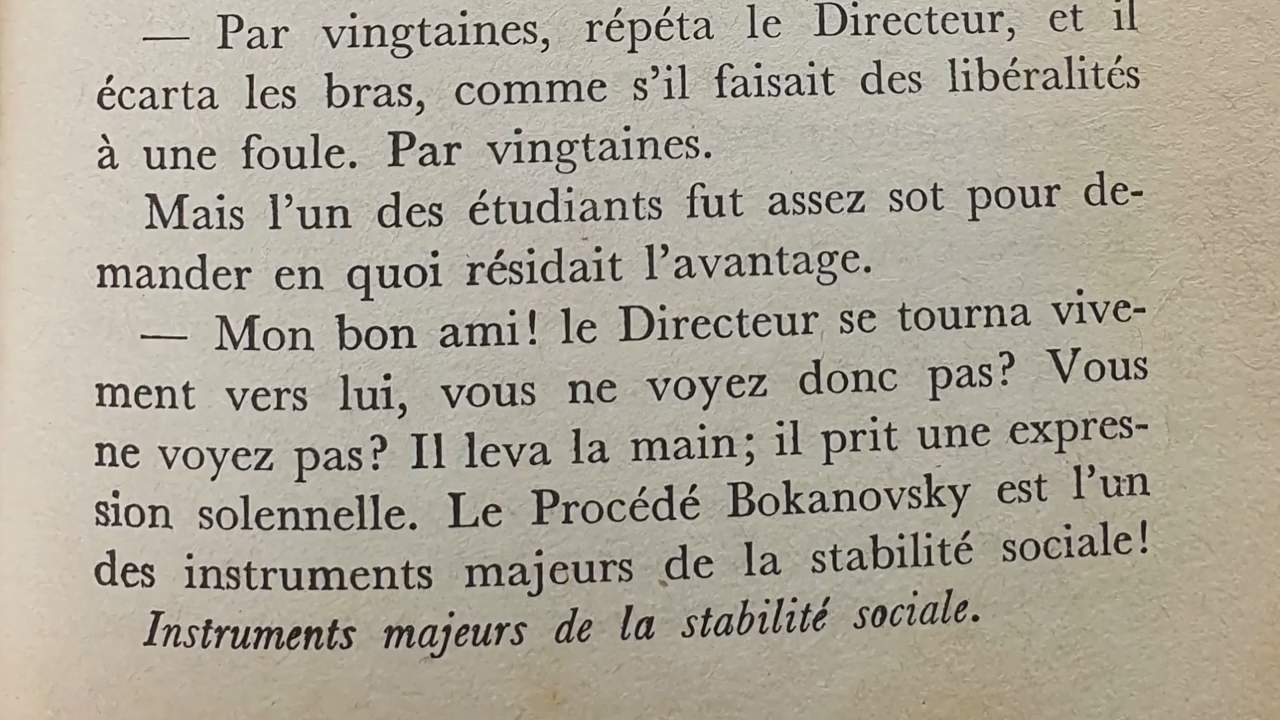 — Par vingtaines, répéta le Directeur, et il
écarta les bras, comme s’il faisait des libéralités
à une foule. Par vingtaines.
Mais l’un des étudiants fut assez sot pour de-
mander en quoi résidait l’avantage.
— Mon bon ami! le Directeur se tourna vive-
ment vers lui, vous ne voyez donc pas? Vous
ne voyez pas? Il leva la main; il prit une expres-
sion solennelle. Le Procédé Bokanovsky est l’un
des instruments majeurs de la stabilité sociale!
Instruments majeurs de la stabilité sociale.